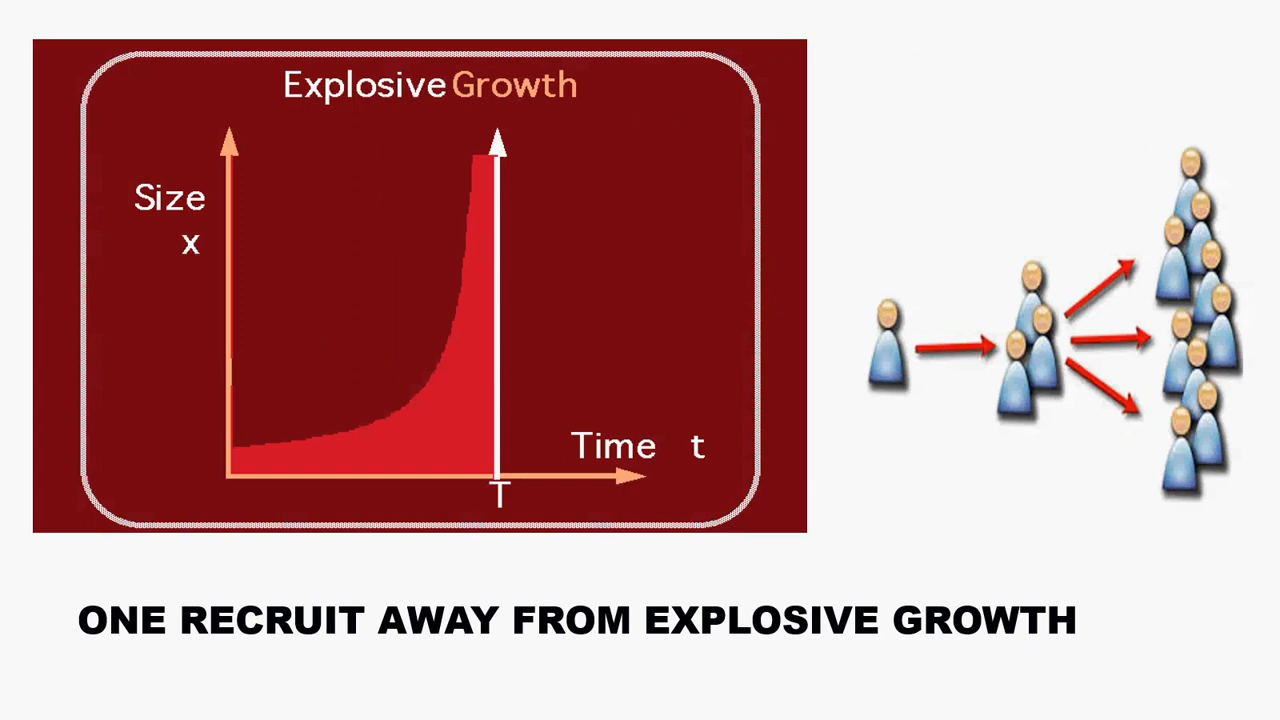 Explosive Growth
Size
x
Time t
T
ONE RECRUIT AWAY FROM EXPLOSIVE GROWTH